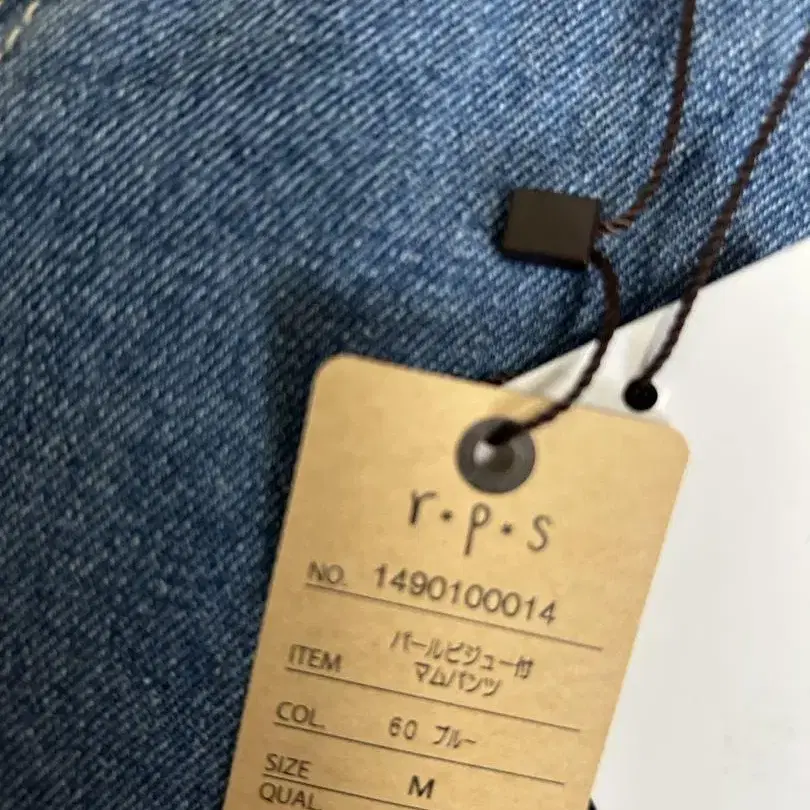 r・p・s
NO. 1490100014
ITEM パールビジュー付
マムパンツ
COL. 60 ブルー
SIZE M
QUAL